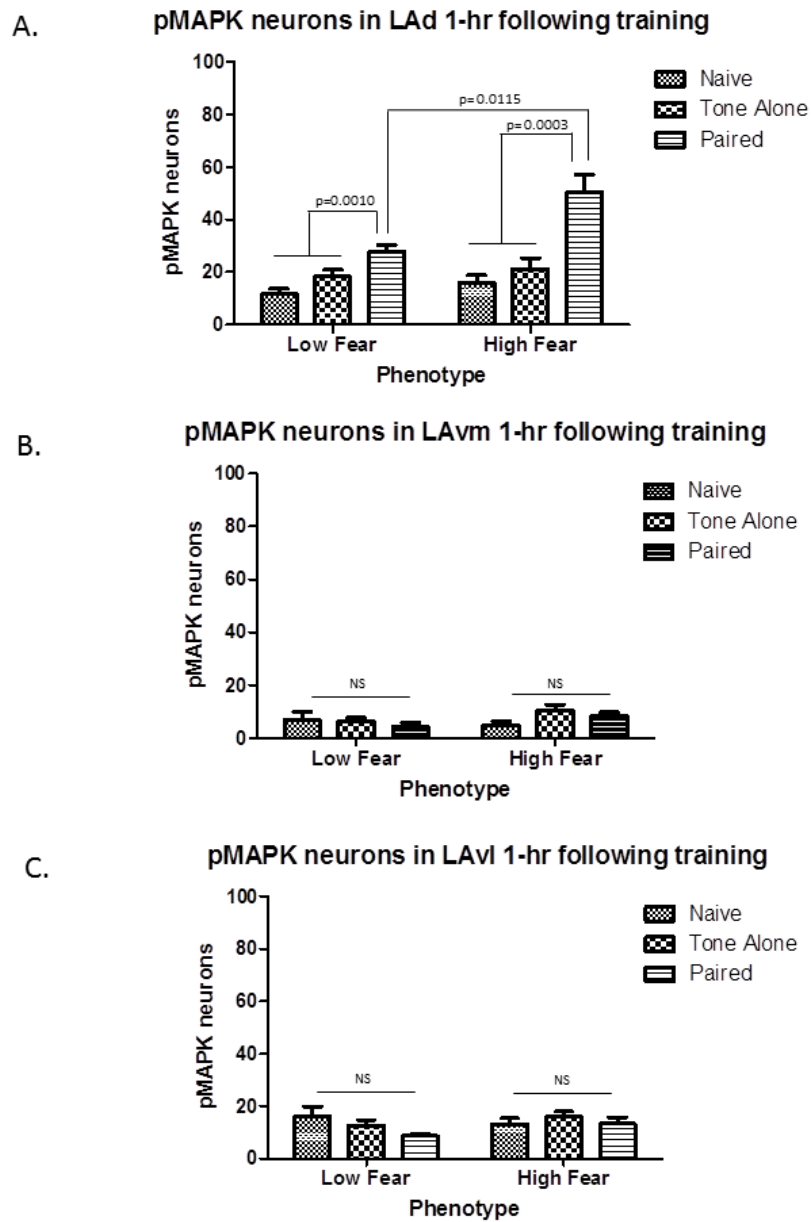 A.
pMAPK neurons in LAd 1-hr following training
pMAPK neurons
100
80
60
40
20
0
p=0.0010
p=0.0115
p=0.0003
Naive
Tone Alone
Paired
Low Fear
High Fear
Phenotype
B.
pMAPK neurons in LAvm 1-hr following training
pMAPK neurons
100
80
60
40
20
0
NS
NS
Naive
Tone Alone
Paired
Low Fear
High Fear
Phenotype
C.
pMAPK neurons in LAvl 1-hr following training
pMAPK neurons
100
80
60
40
20
0
NS
NS
Naive
Tone Alone
Paired
Low Fear
High Fear
Phenotype